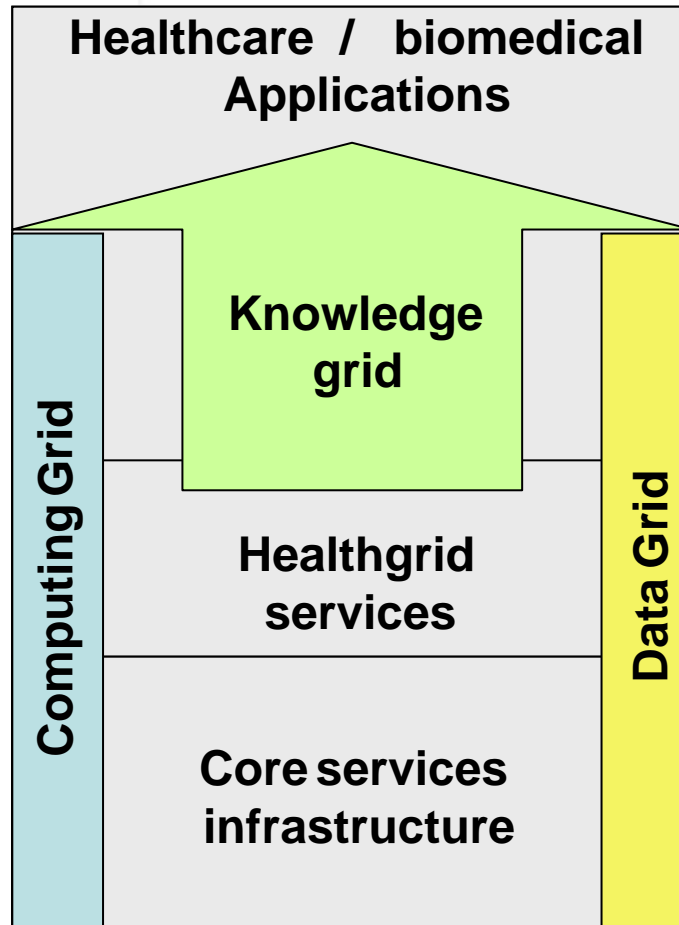 Healthcare / biomedical
Applications
Knowledge
grid
Computing Grid
Data Grid
Healthgrid
services
Core services
infrastructure